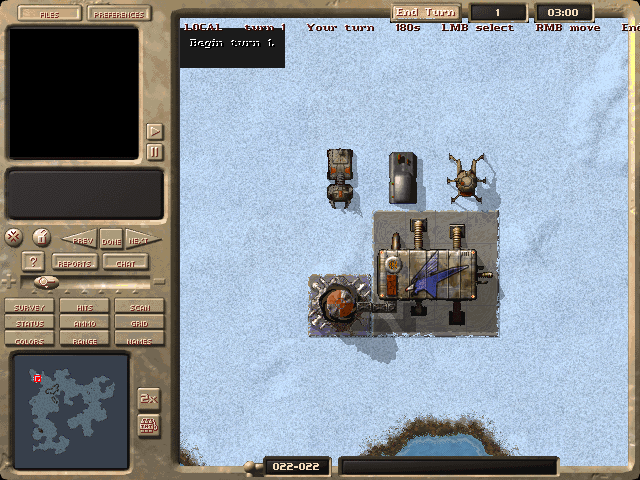 FILES PREFERENCES End Turn 1 03:00
LOCAL turn 1 Your turn 180s LMB select RMB move En
Begin turn 1.
PREV DONE NEXT
? REPORTS CHAT
SURVEY HITS SCAN
STATUS AMMO GRID
COLORS RANGE NAMES
2x
022-022